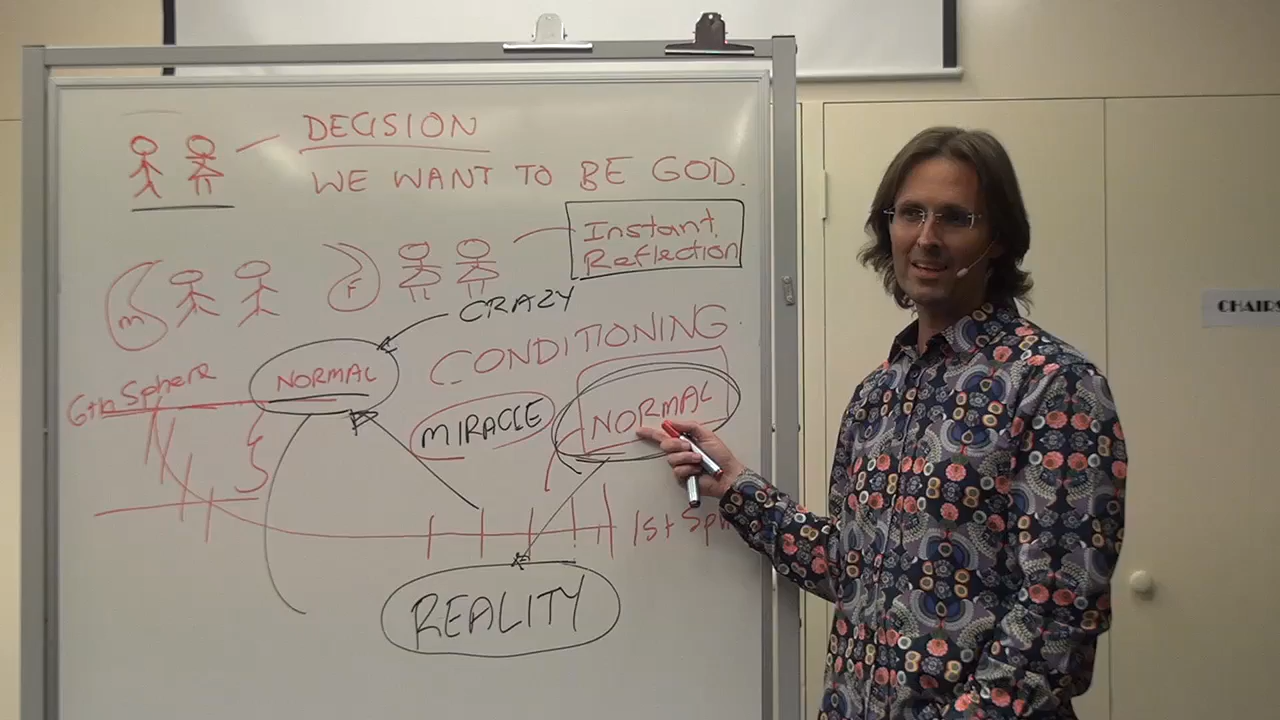 DECISION
WE WANT TO BE GOD.
Instant
Reflection
m
F
CRAZY
CONDITIONING
6th Sphere
NORMAL
MIRACLE
NORMAL
1st Sph
REALITY
CHAIRS